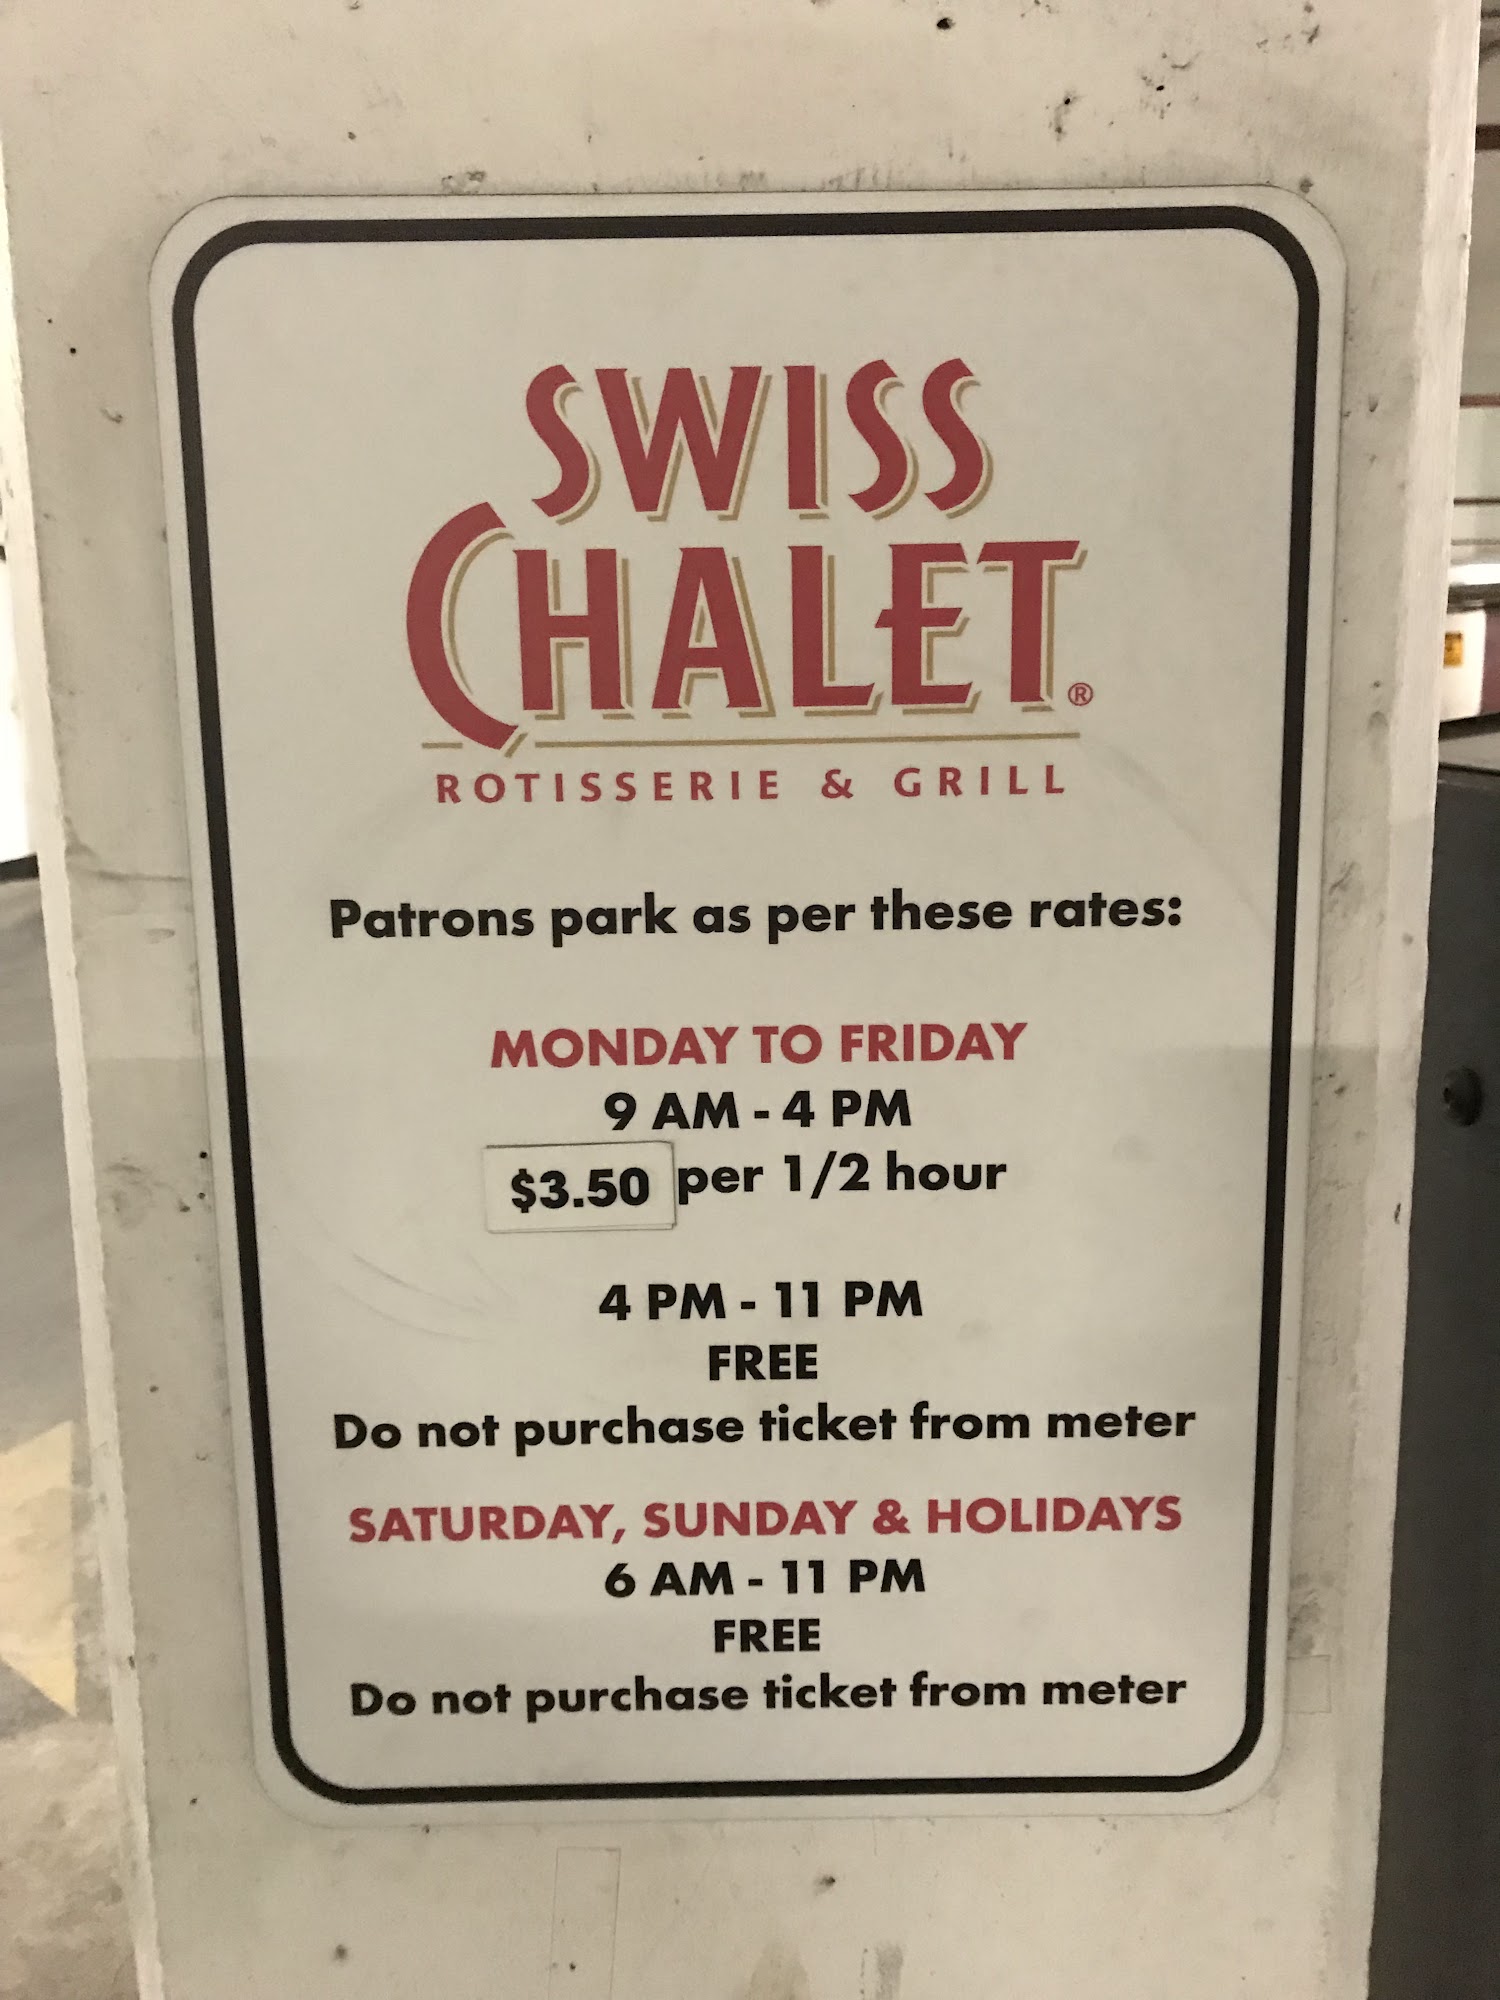 SWISS
CHALET®
ROTISSERIE & GRILL
Patrons park as per these rates:
MONDAY TO FRIDAY
9 AM - 4 PM
$3.50 per 1/2 hour
4 PM - 11 PM
FREE
Do not purchase ticket from meter
SATURDAY, SUNDAY & HOLIDAYS
6 AM - 11 PM
FREE
Do not purchase ticket from meter